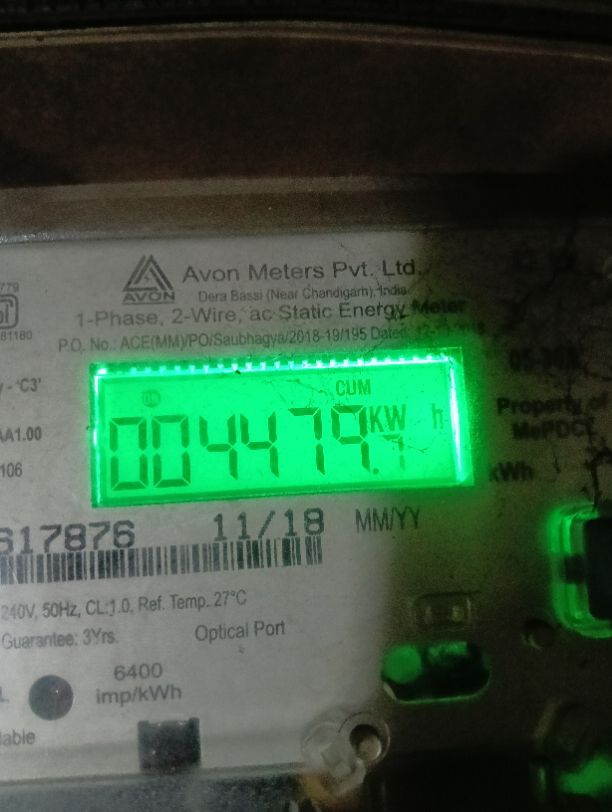 Avon Meters Pvt. Ltd.
AVON
Dera Bassi (Near Chandigarh), India
1-Phase, 2-Wire, ac Static Energy Meter
P.O. No.: ACE(MM)/PO/Saubhagya/2018-19/195 Dated:
CUM
004479.7 KW h
Property of
kWh
617876 11/18 MM/YY
240V, 50Hz, CL:1.0, Ref. Temp. 27°C
Guarantee: 3Yrs. Optical Port
6400
imp/kWh